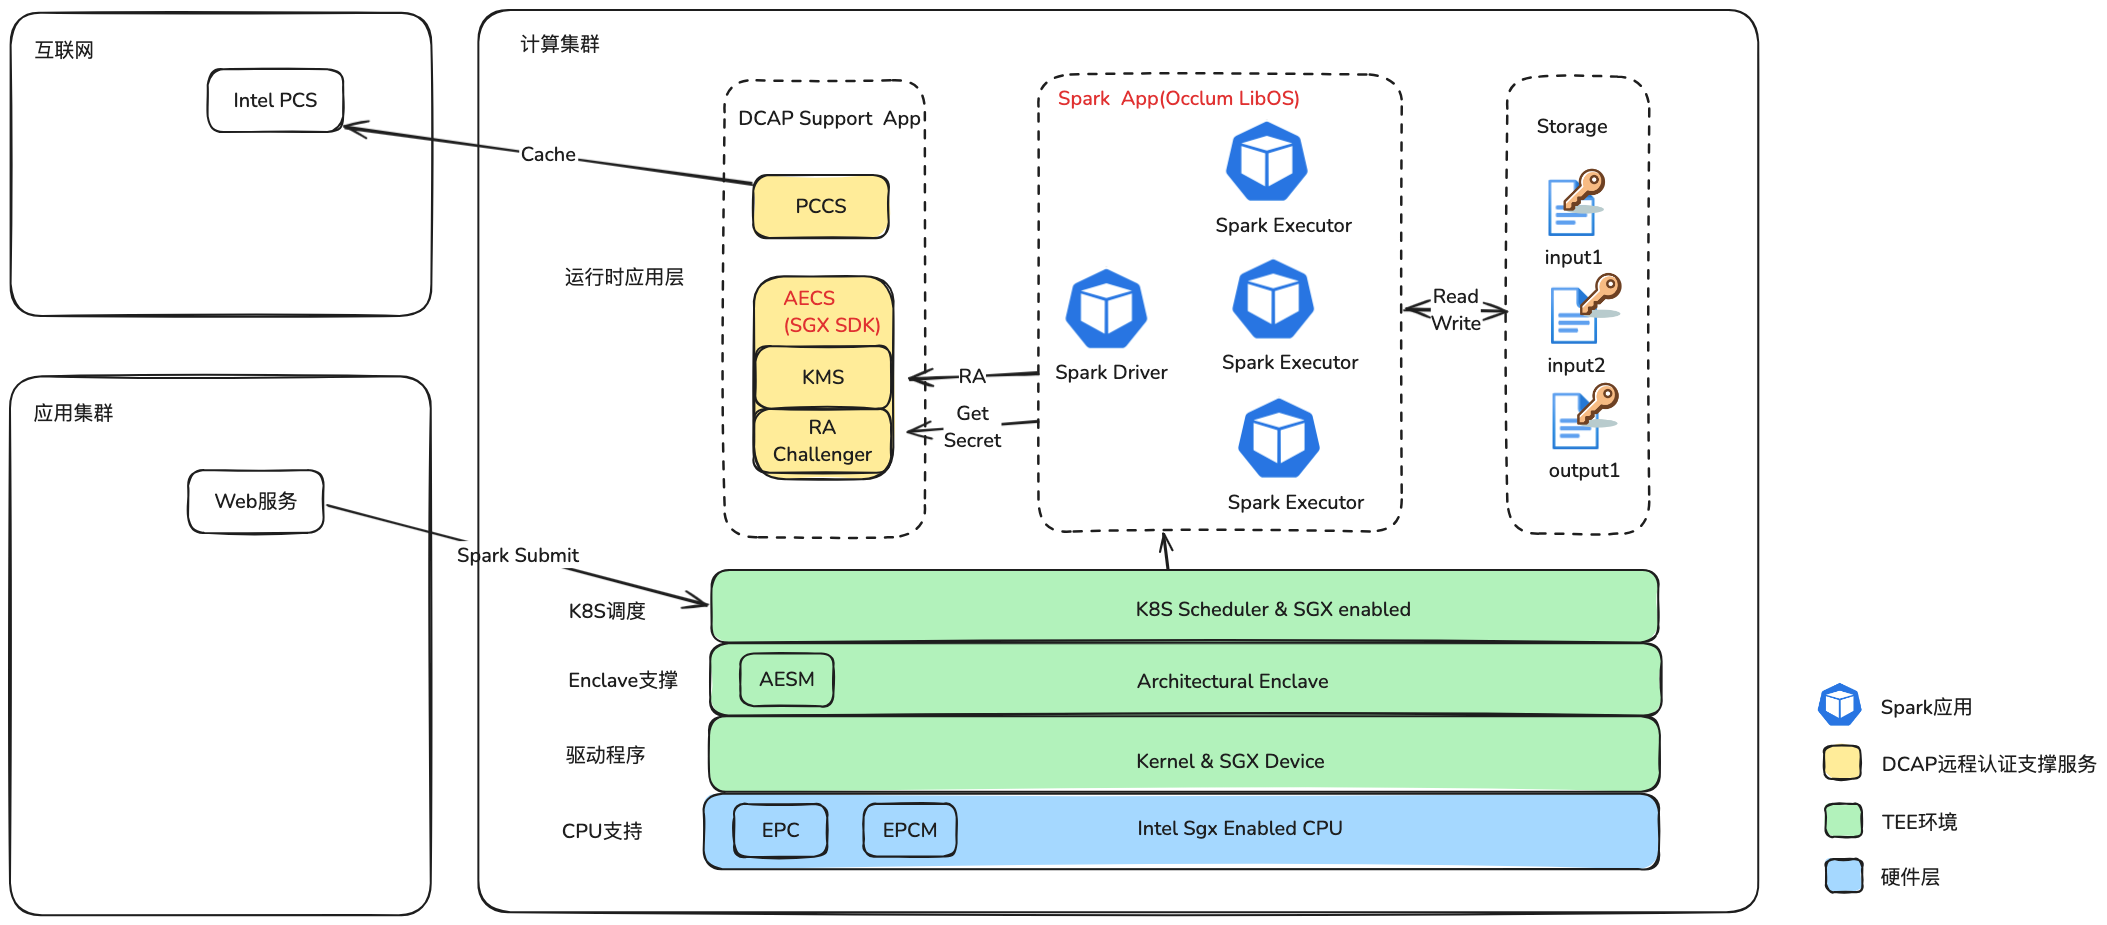 互联网
Intel PCS
Cache
应用集群
Web服务
Spark Submit
计算集群
运行时应用层
DCAP Support App
PCCS
AECS
(SGX SDK)
KMS
RA
Challenger
RA
Get
Secret
Spark App(Occlum LibOS)
Spark Executor
Spark Driver
Spark Executor
Spark Executor
Read
Write
Storage
input1
input2
output1
K8S调度
K8S Scheduler & SGX enabled
Enclave支撑
AESM
Architectural Enclave
驱动程序
Kernel & SGX Device
CPU支持
EPC
EPCM
Intel Sgx Enabled CPU
Spark应用
DCAP远程认证支撑服务
TEE环境
硬件层